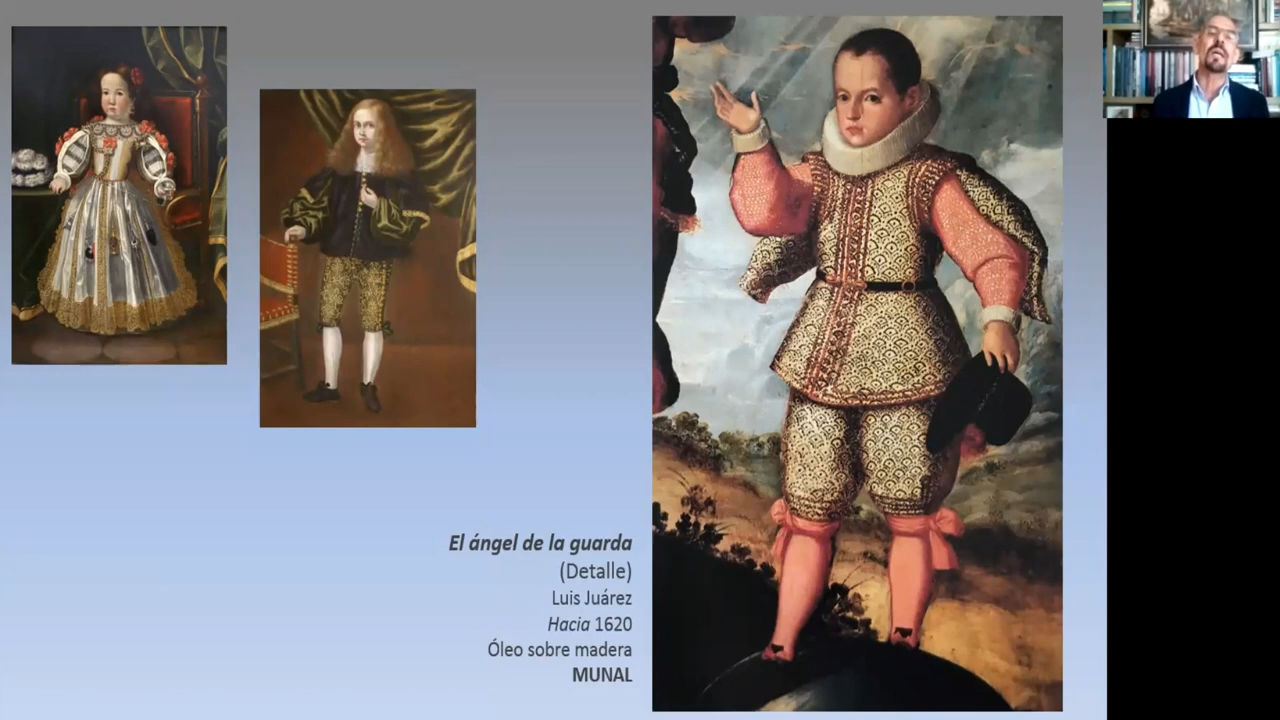 El ángel de la guarda
(Detalle)
Luis Juárez
Hacia 1620
Óleo sobre madera
MUNAL